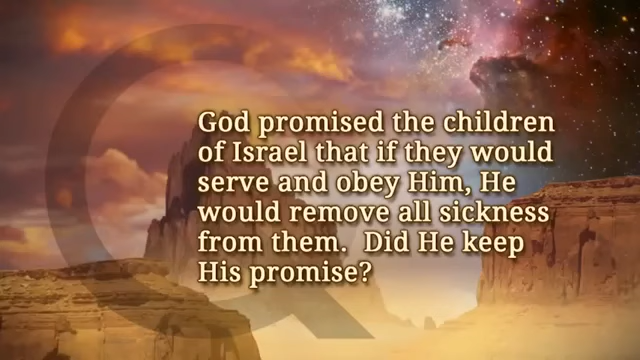 God promised the children
of Israel that if they would
serve and obey Him, He
would remove all sickness
from them.  Did He keep
His promise?